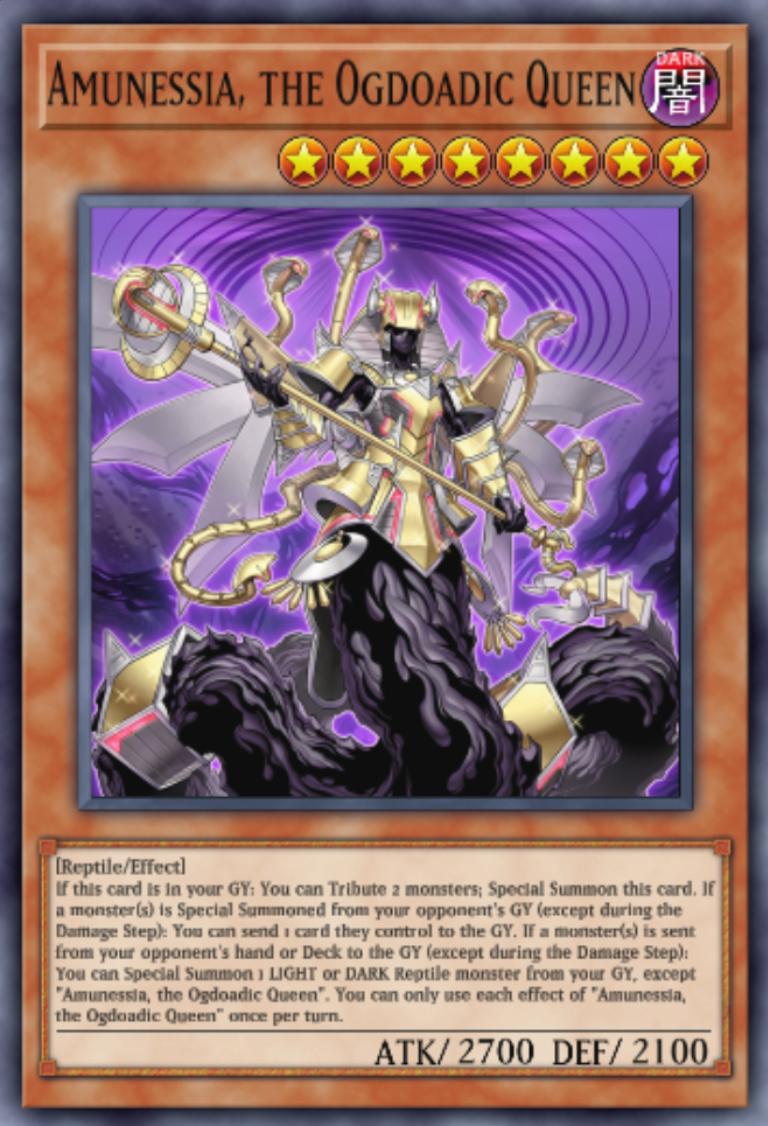 AMUNESSIA, THE OGDOADIC QUEEN
DARK
闇
[Reptile/Effect]
If this card is in your GY: You can Tribute 2 monsters; Special Summon this card. If
a monster(s) is Special Summoned from your opponent's GY (except during the
Damage Step): You can send 1 card they control to the GY. If a monster(s) is sent
from your opponent's hand or Deck to the GY (except during the Damage Step):
You can Special Summon 1 LIGHT or DARK Reptile monster from your GY, except
"Amunessia, the Ogdoadic Queen". You can only use each effect of "Amunessia,
the Ogdoadic Queen" once per turn.
ATK/ 2700 DEF/ 2100